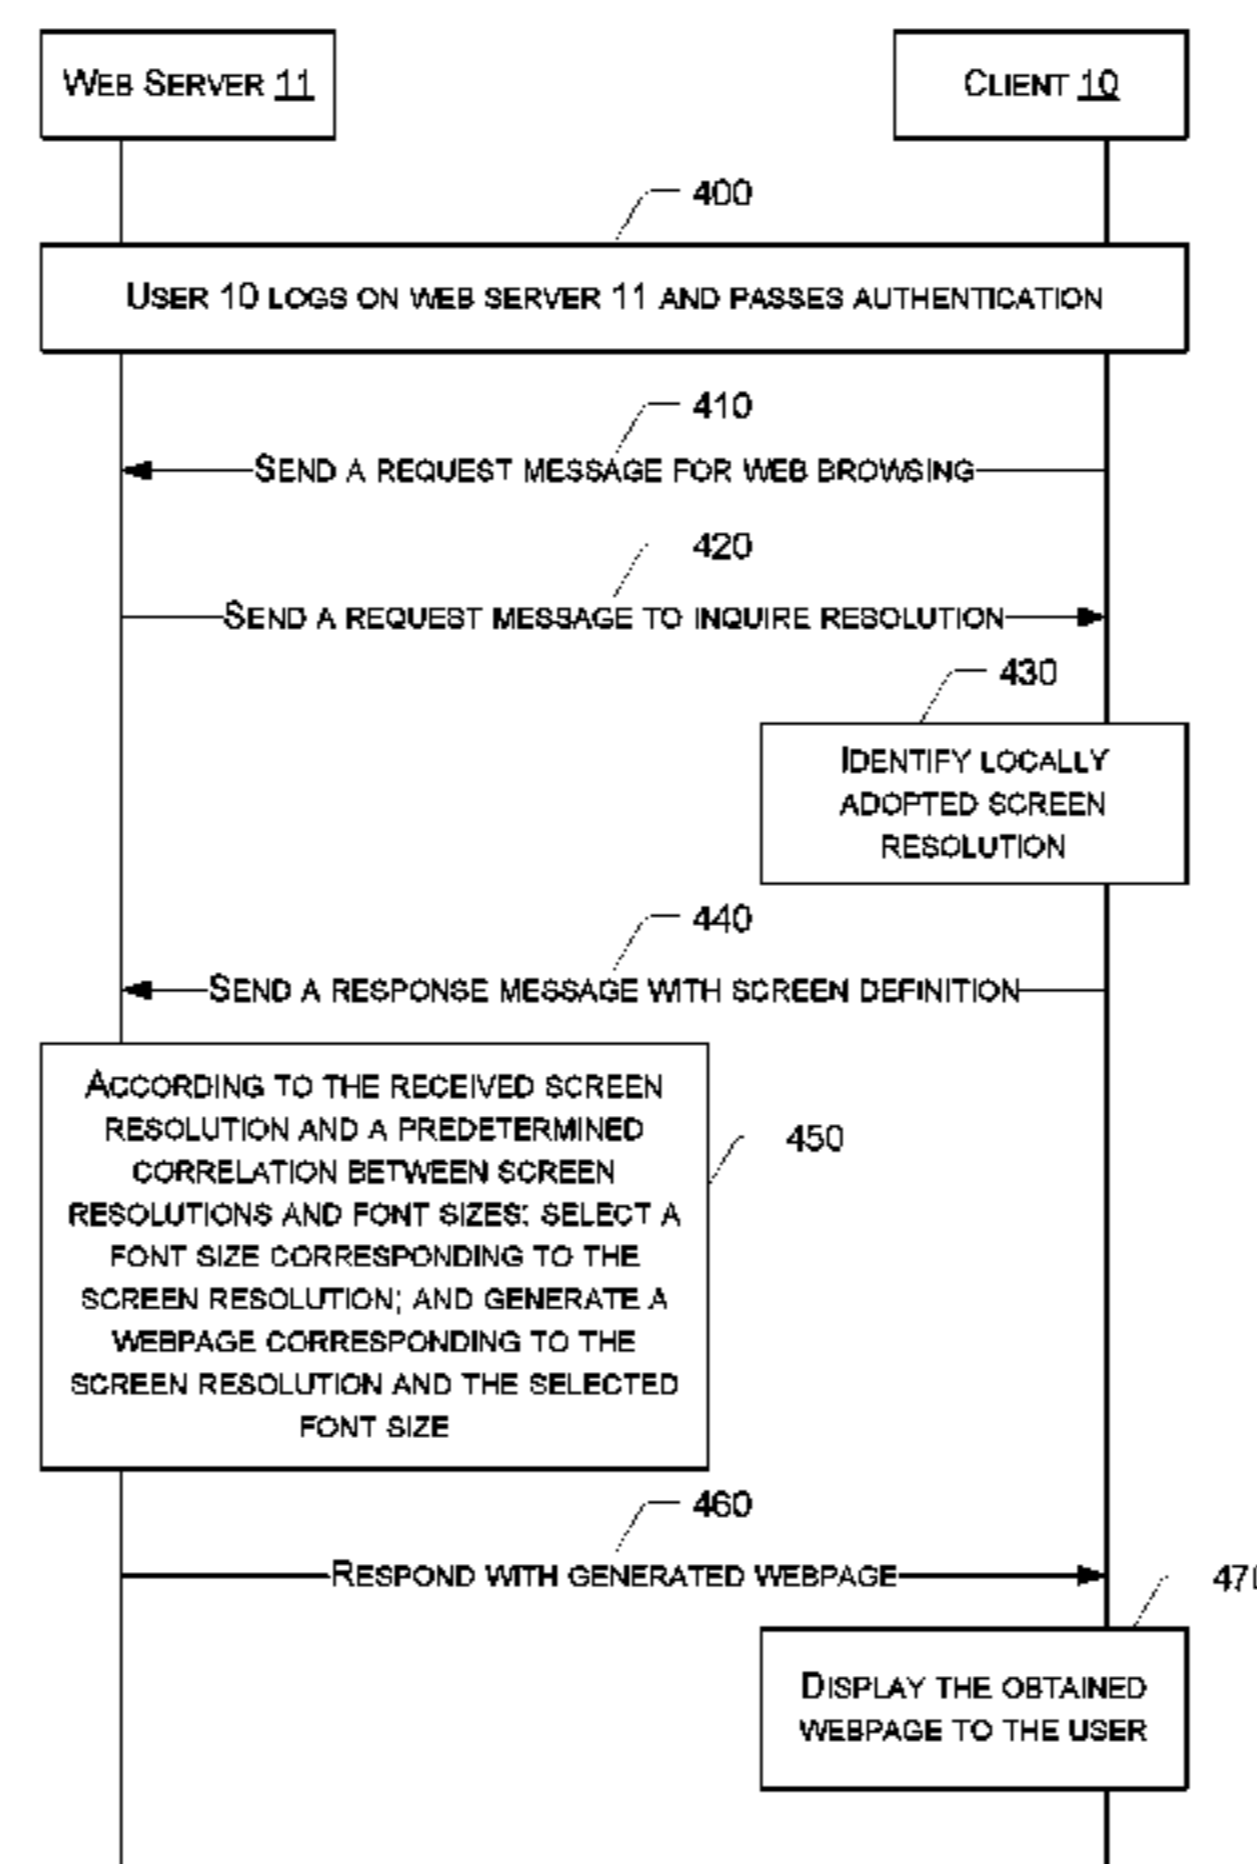 WEB SERVER 11
CLIENT 10
400
USER 10 LOGS ON WEB SERVER 11 AND PASSES AUTHENTICATION
410
SEND A REQUEST MESSAGE FOR WEB BROWSING
420
SEND A REQUEST MESSAGE TO INQUIRE RESOLUTION
430
IDENTIFY LOCALLY
ADOPTED SCREEN
RESOLUTION
440
SEND A RESPONSE MESSAGE WITH SCREEN DEFINITION
ACCORDING TO THE RECEIVED SCREEN
RESOLUTION AND A PREDETERMINED
CORRELATION BETWEEN SCREEN
RESOLUTIONS AND FONT SIZES: SELECT A
FONT SIZE CORRESPONDING TO THE
SCREEN RESOLUTION; AND GENERATE A
WEBPAGE CORRESPONDING TO THE
SCREEN RESOLUTION AND THE SELECTED
FONT SIZE
450
460
RESPOND WITH GENERATED WEBPAGE
470
DISPLAY THE OBTAINED
WEBPAGE TO THE USER